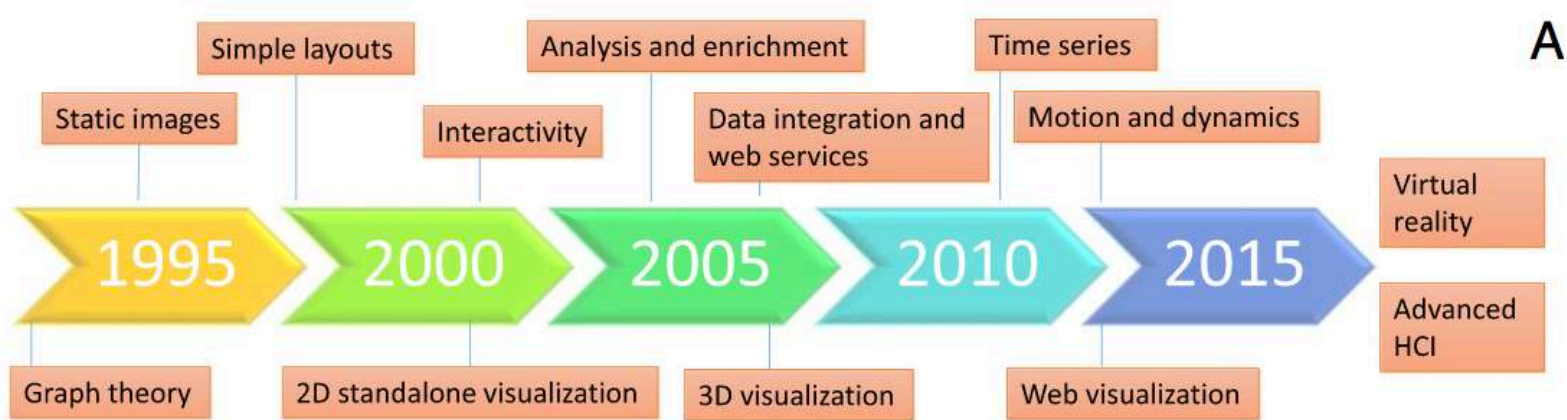 A
Simple layouts
Analysis and enrichment
Time series
Static images
Interactivity
Data integration and
web services
Motion and dynamics
Virtual
reality
1995
2000
2005
2010
2015
Advanced
HCI
Graph theory
2D standalone visualization
3D visualization
Web visualization